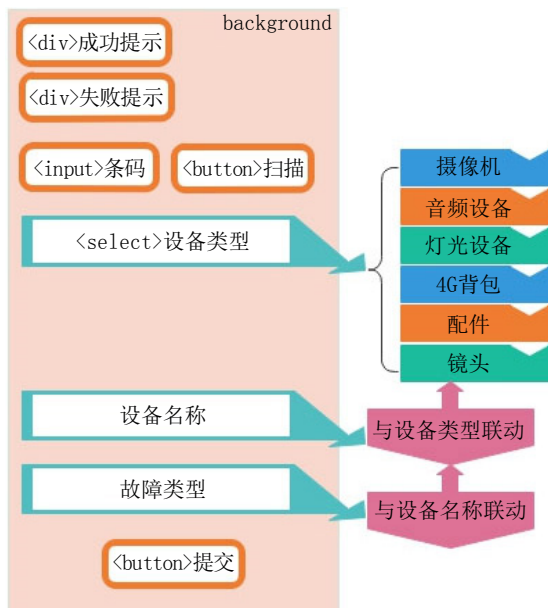 background
<div>成功提示
<div>失败提示
<input>条码
<button>扫描
<select>设备类型
摄像机
音频设备
灯光设备
4G背包
配件
镜头
设备名称
与设备类型联动
故障类型
与设备名称联动
<button>提交